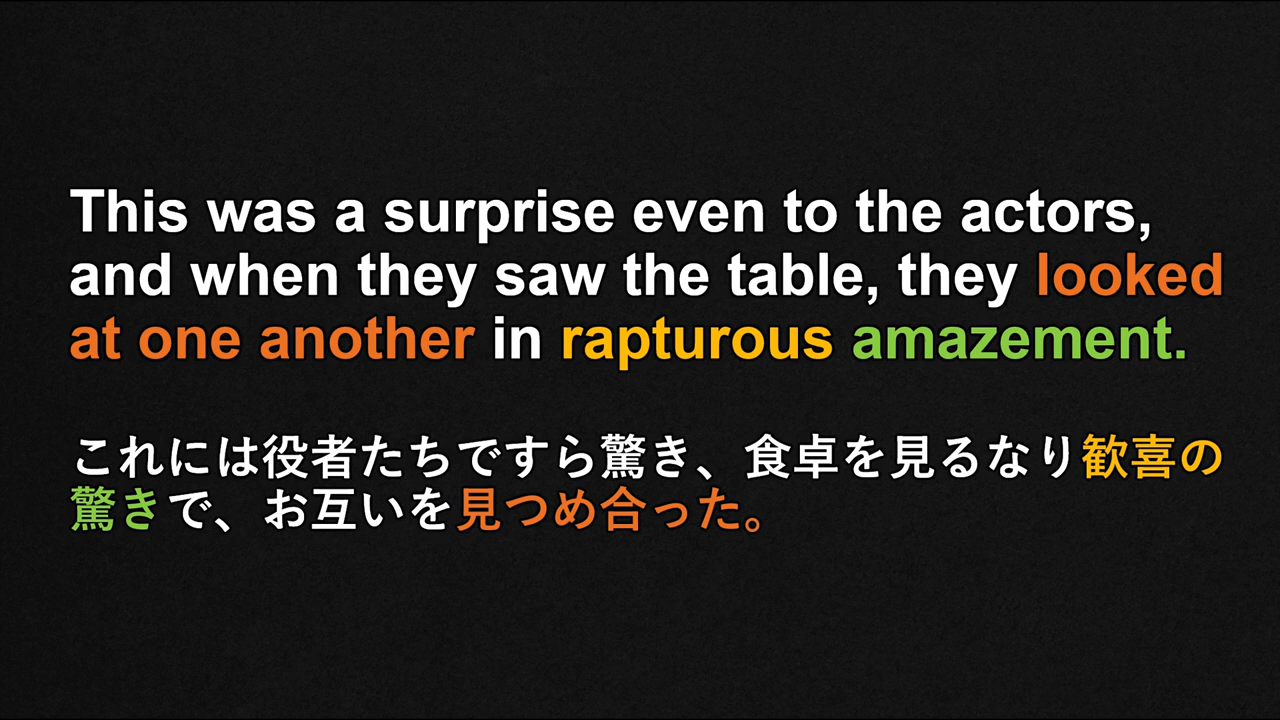 This was a surprise even to the actors,
and when they saw the table, they looked
at one another in rapturous amazement.
これには役者たちですら驚き、食卓を見るなり歓喜の
驚きで、お互いを見つめ合った。